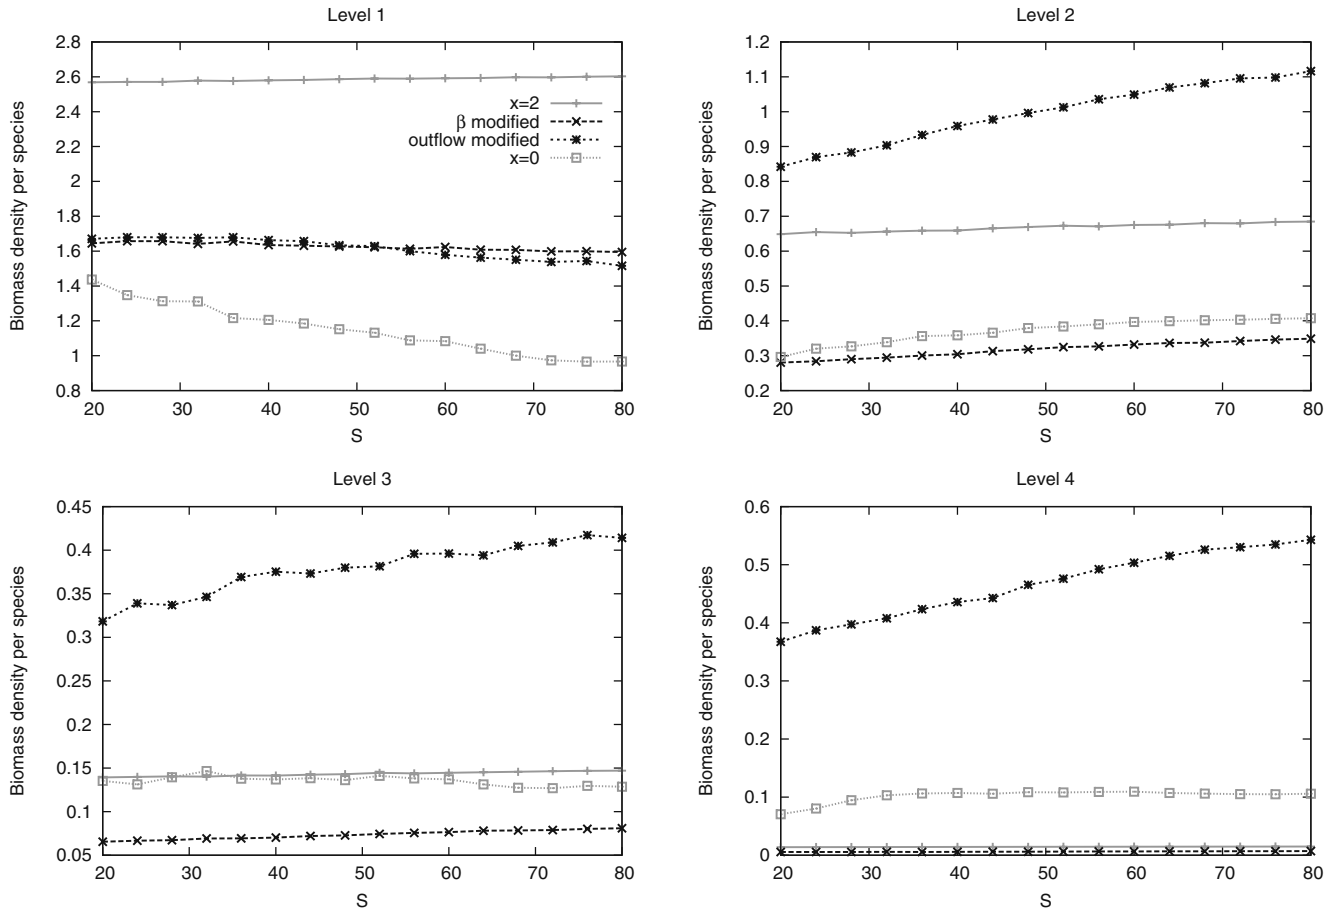 Level 1
Biomass density per species
2.8
2.6
2.4
2.2
2
1.8
1.6
1.4
1.2
1
0.8
x=2
β modified
outflow modified
x=0
20 30 40 50 60 70 80
S
Level 2
Biomass density per species
1.2
1.1
1
0.9
0.8
0.7
0.6
0.5
0.4
0.3
0.2
20 30 40 50 60 70 80
S
Level 3
Biomass density per species
0.45
0.4
0.35
0.3
0.25
0.2
0.15
0.1
0.05
20 30 40 50 60 70 80
S
Level 4
Biomass density per species
0.6
0.5
0.4
0.3
0.2
0.1
0
20 30 40 50 60 70 80
S